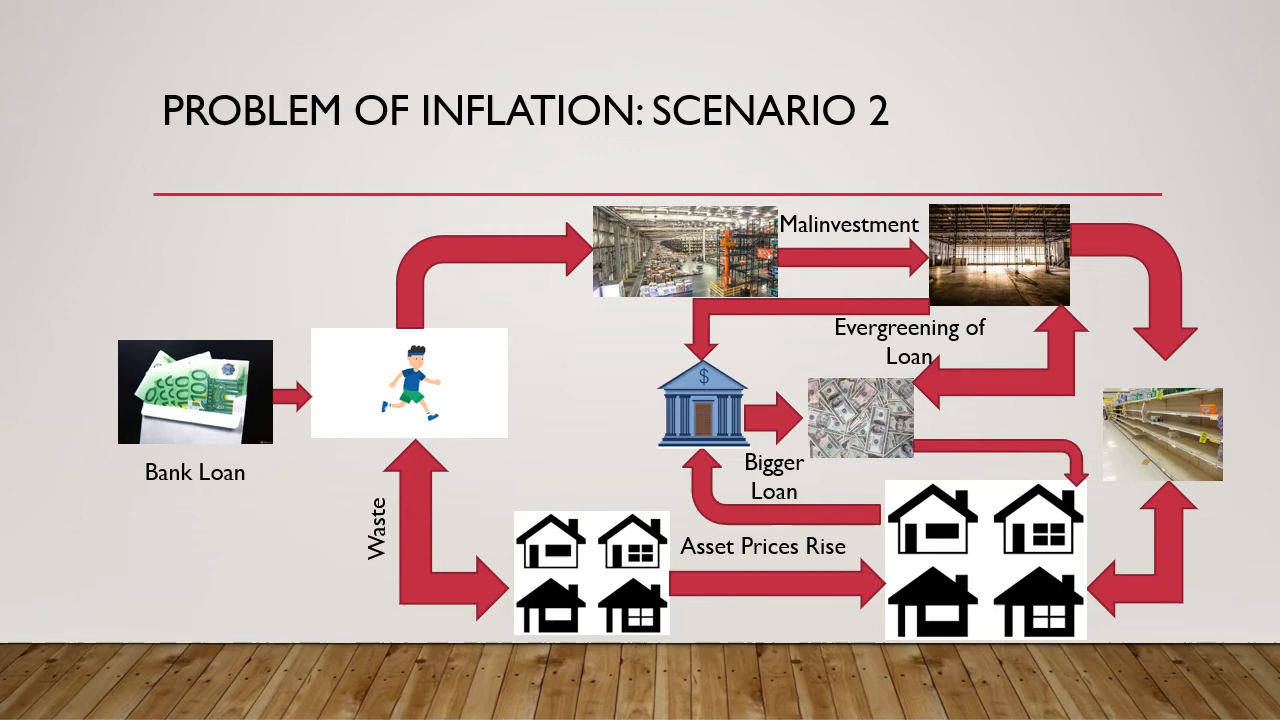 PROBLEM OF INFLATION: SCENARIO 2
Malinvestment
Evergreening of
Loan
$
Bank Loan
Bigger
Loan
Waste
Asset Prices Rise